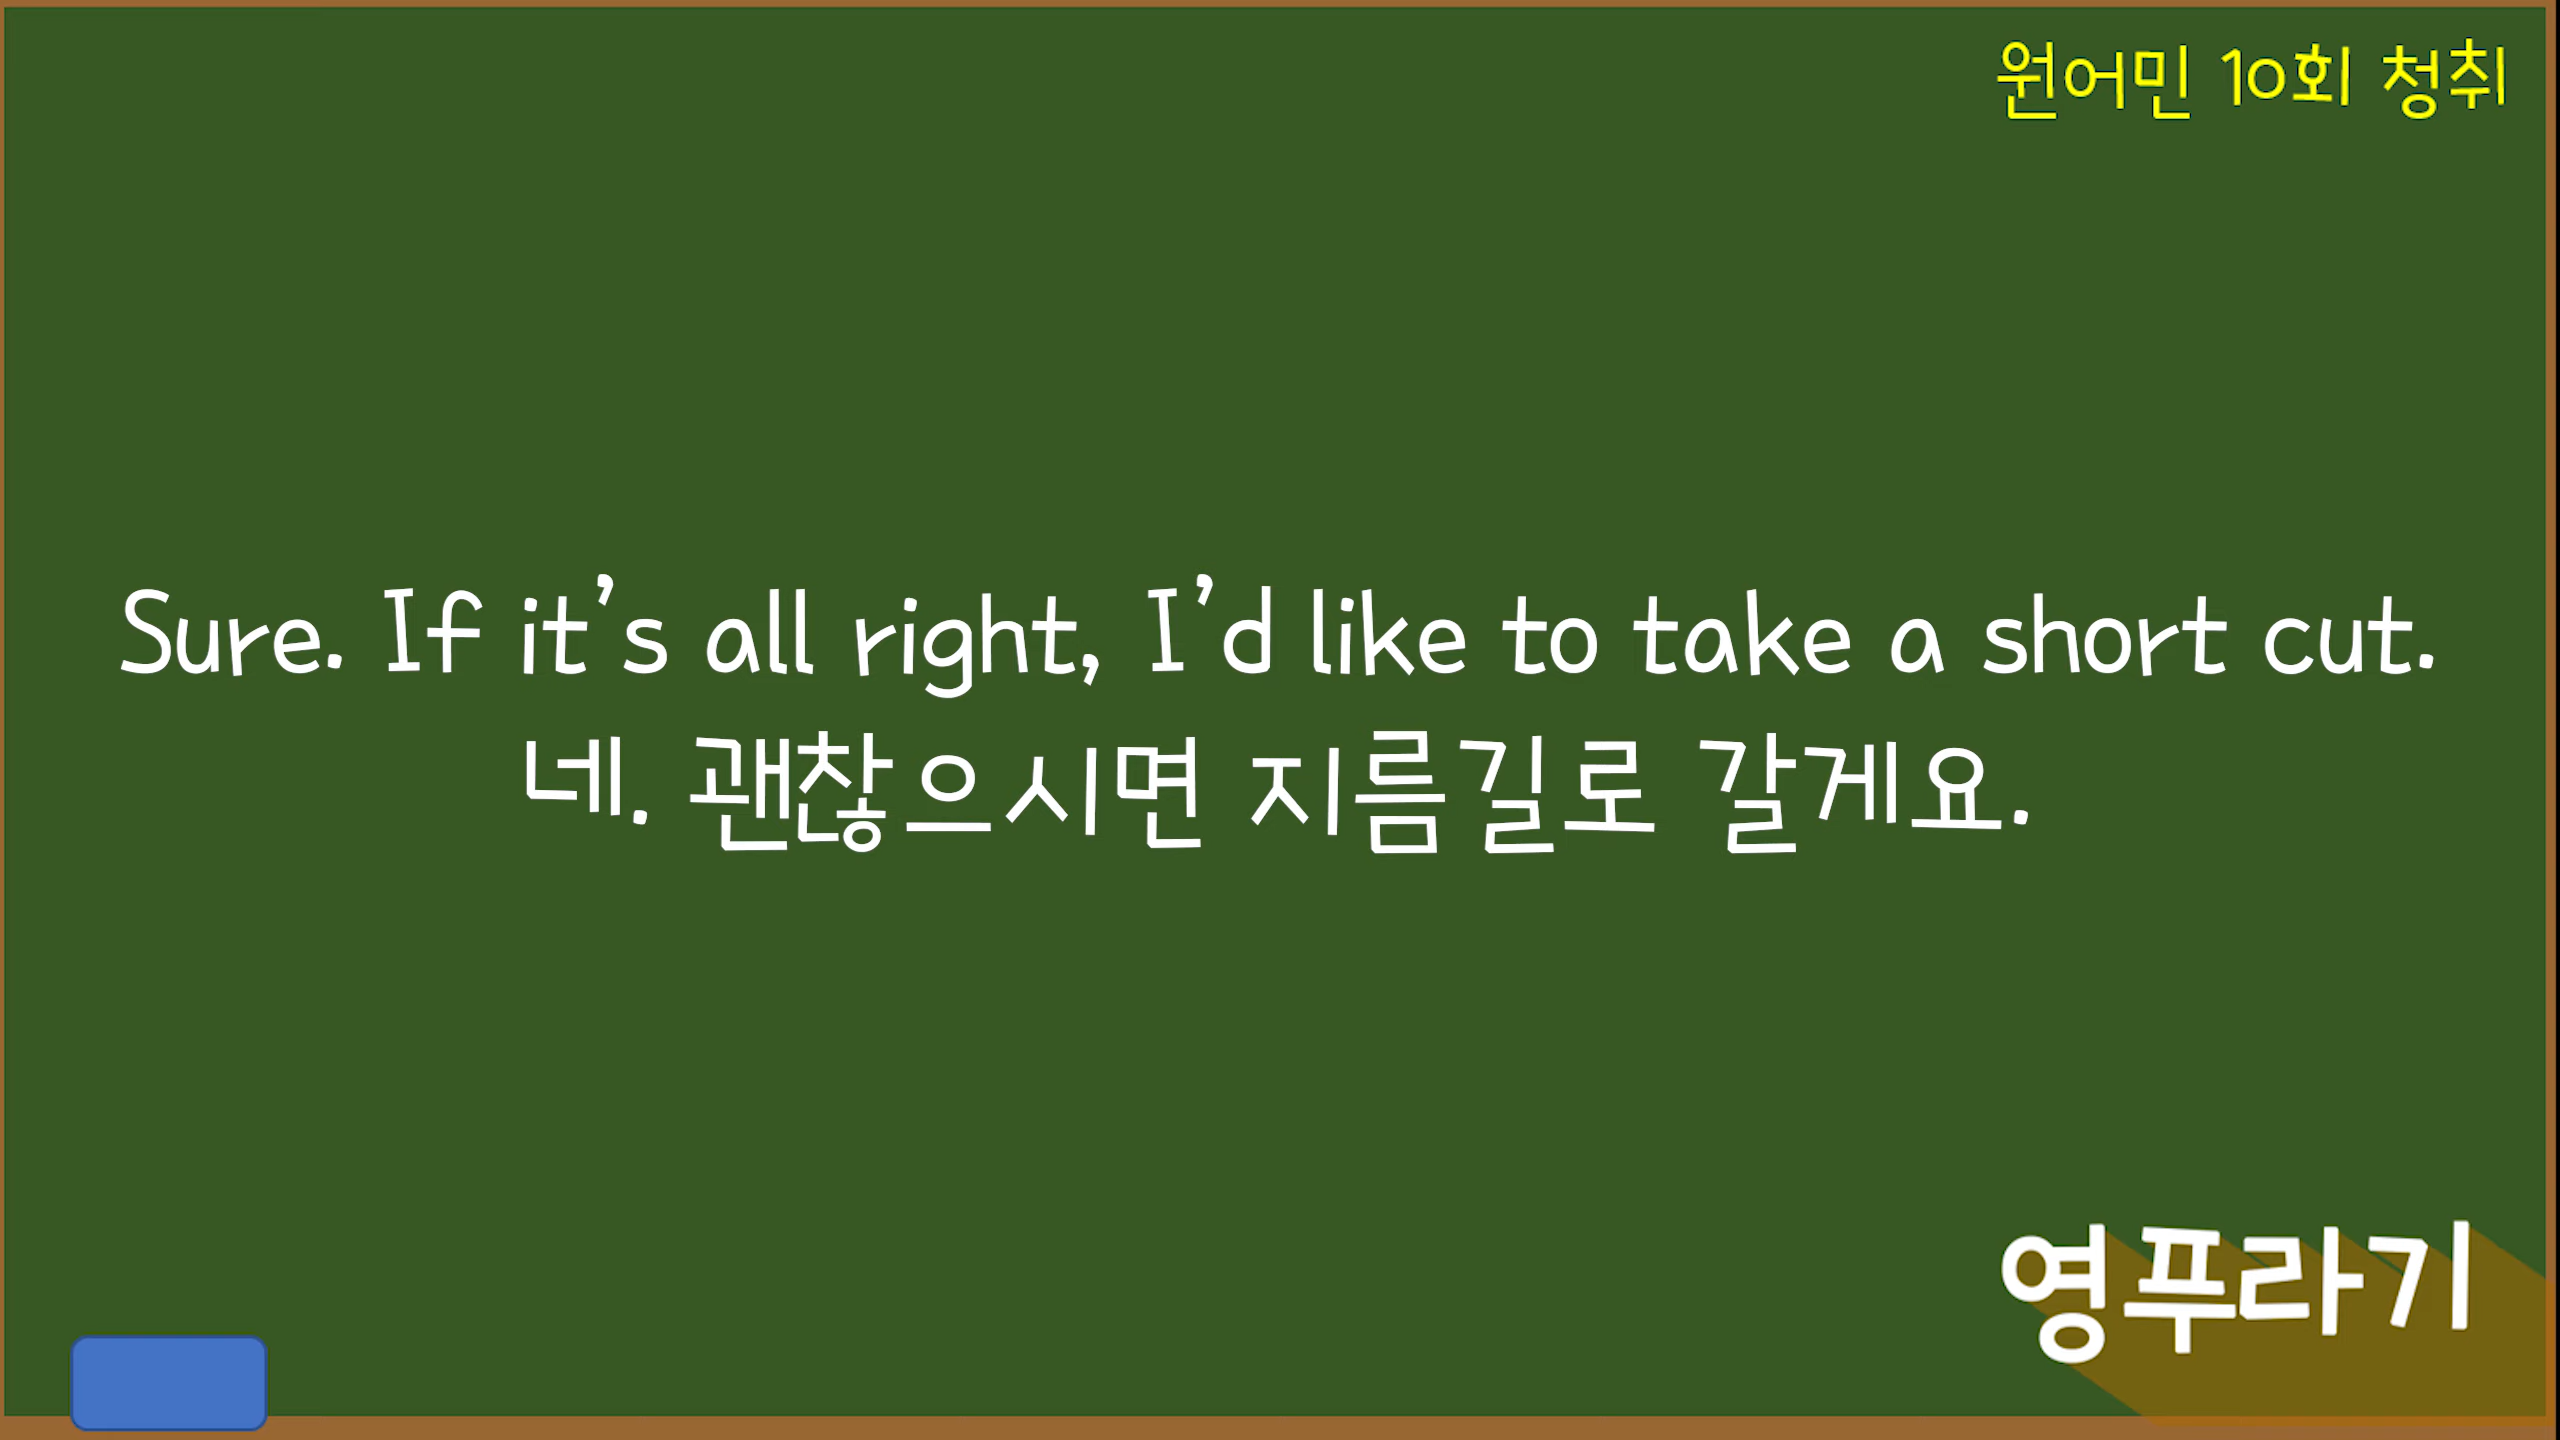 원어민 10회 청취
Sure. If it’s all right, I’d like to take a short cut.
네. 괜찮으시면 지름길로 갈게요.
영푸라기